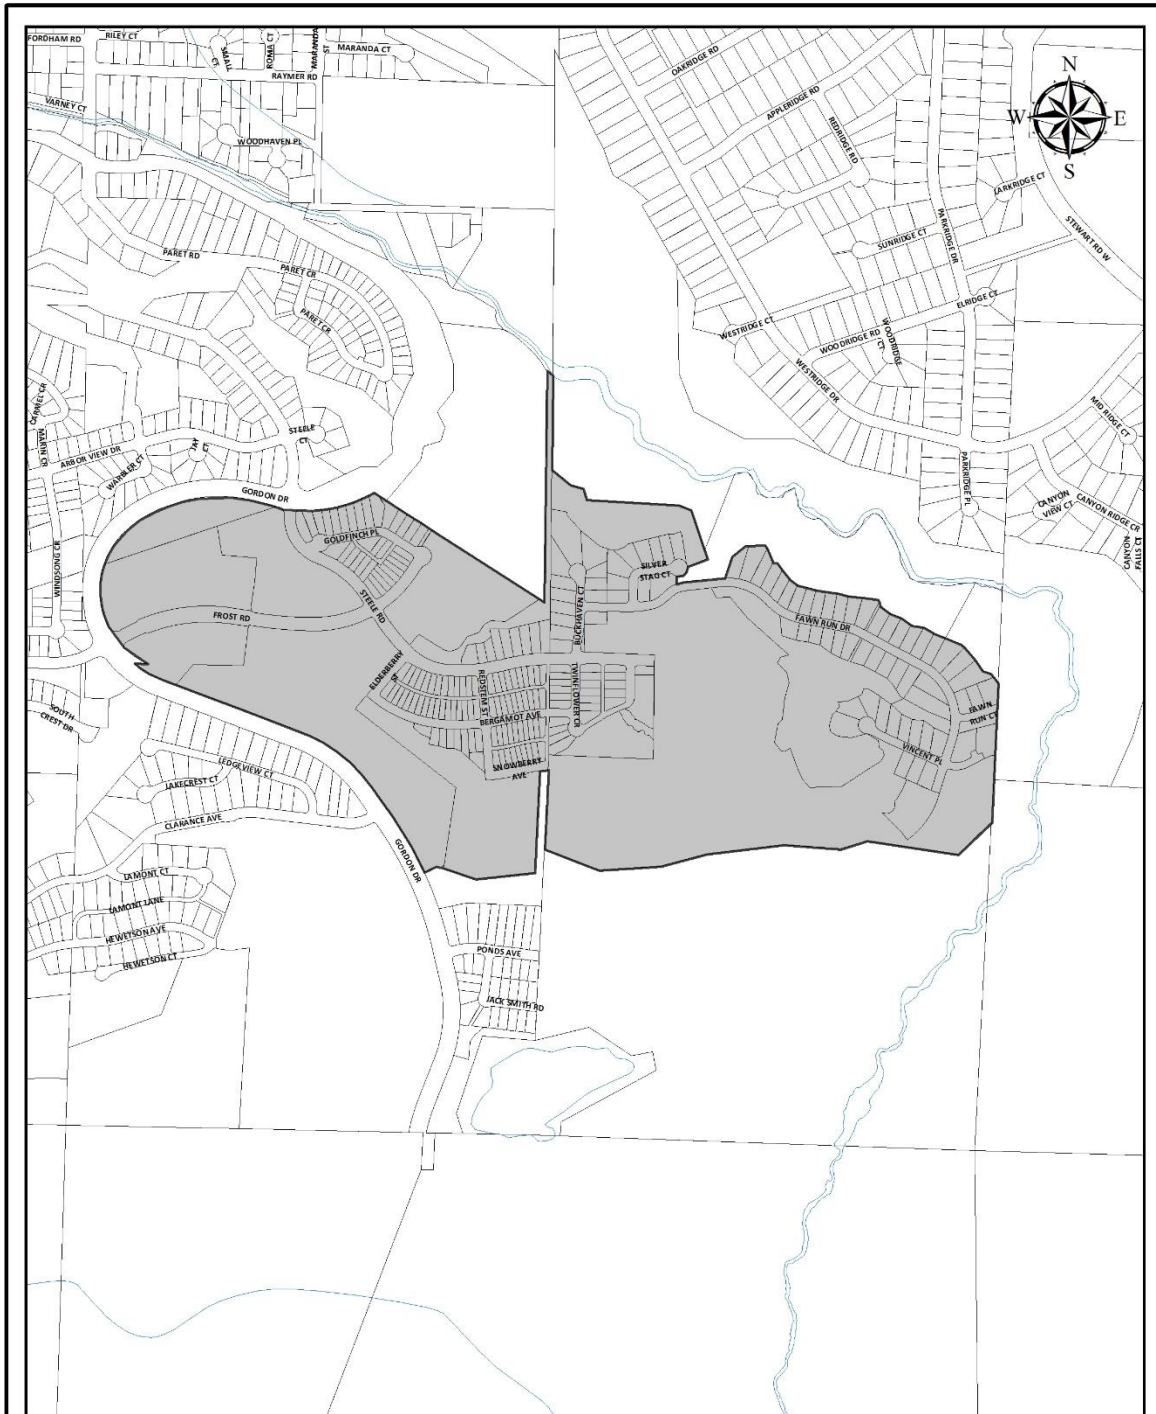 FORDHAM RD
RILEY CT
SMALL
CT
ROMA CT
MARANDA
ST
MARANDA CT
RAYMER RD
OAKRIDGE RD
N
VARNEY CT
APPLERIDGE RD
W
E
REDRIDGE RD
WOODHAVEN PL
S
LARKRIDGE CT
STEWART RD W
PARKRIDGE DR
SUNRIDGE CT
PARET RD
PARET CR
ELRIDGE CT
PARET CR
WESTRIDGE CT
WOODRIDGE RD
WOODRIDGE
CT
WESTRIDGE DR
CARMEL CR
MID RIDGE CT
STEELE
CT
MARIN CR
JAY
CT
ARBOR VIEW DR
WARBLER CT
PARKRIDGE PL
GORDON DR
CANYON
VIEW CT
CANYON RIDGE CR
GOLDFINCH PL
CANYON
FALLS CT
WINDSONG CR
SILVER
STAG CT
STEELE RD
BUCKHAVEN CT
FROST RD
FAWN RUN DR
ELDERBERRY
ST
REDSTEM ST
TWINFLOWER CR
SOUTH
CREST DR
BERGAMOT AVE
FAWN
RUN CT
VINCENT PL
SNOWBERRY
AVE
LEDGEVIEW CT
LAKECREST CT
CLARANCE AVE
GORDON DR
LAMONT CT
LAMONT LANE
HEWETSON AVE
PONDS AVE
HEWETSON CT
JACK SMITH RD